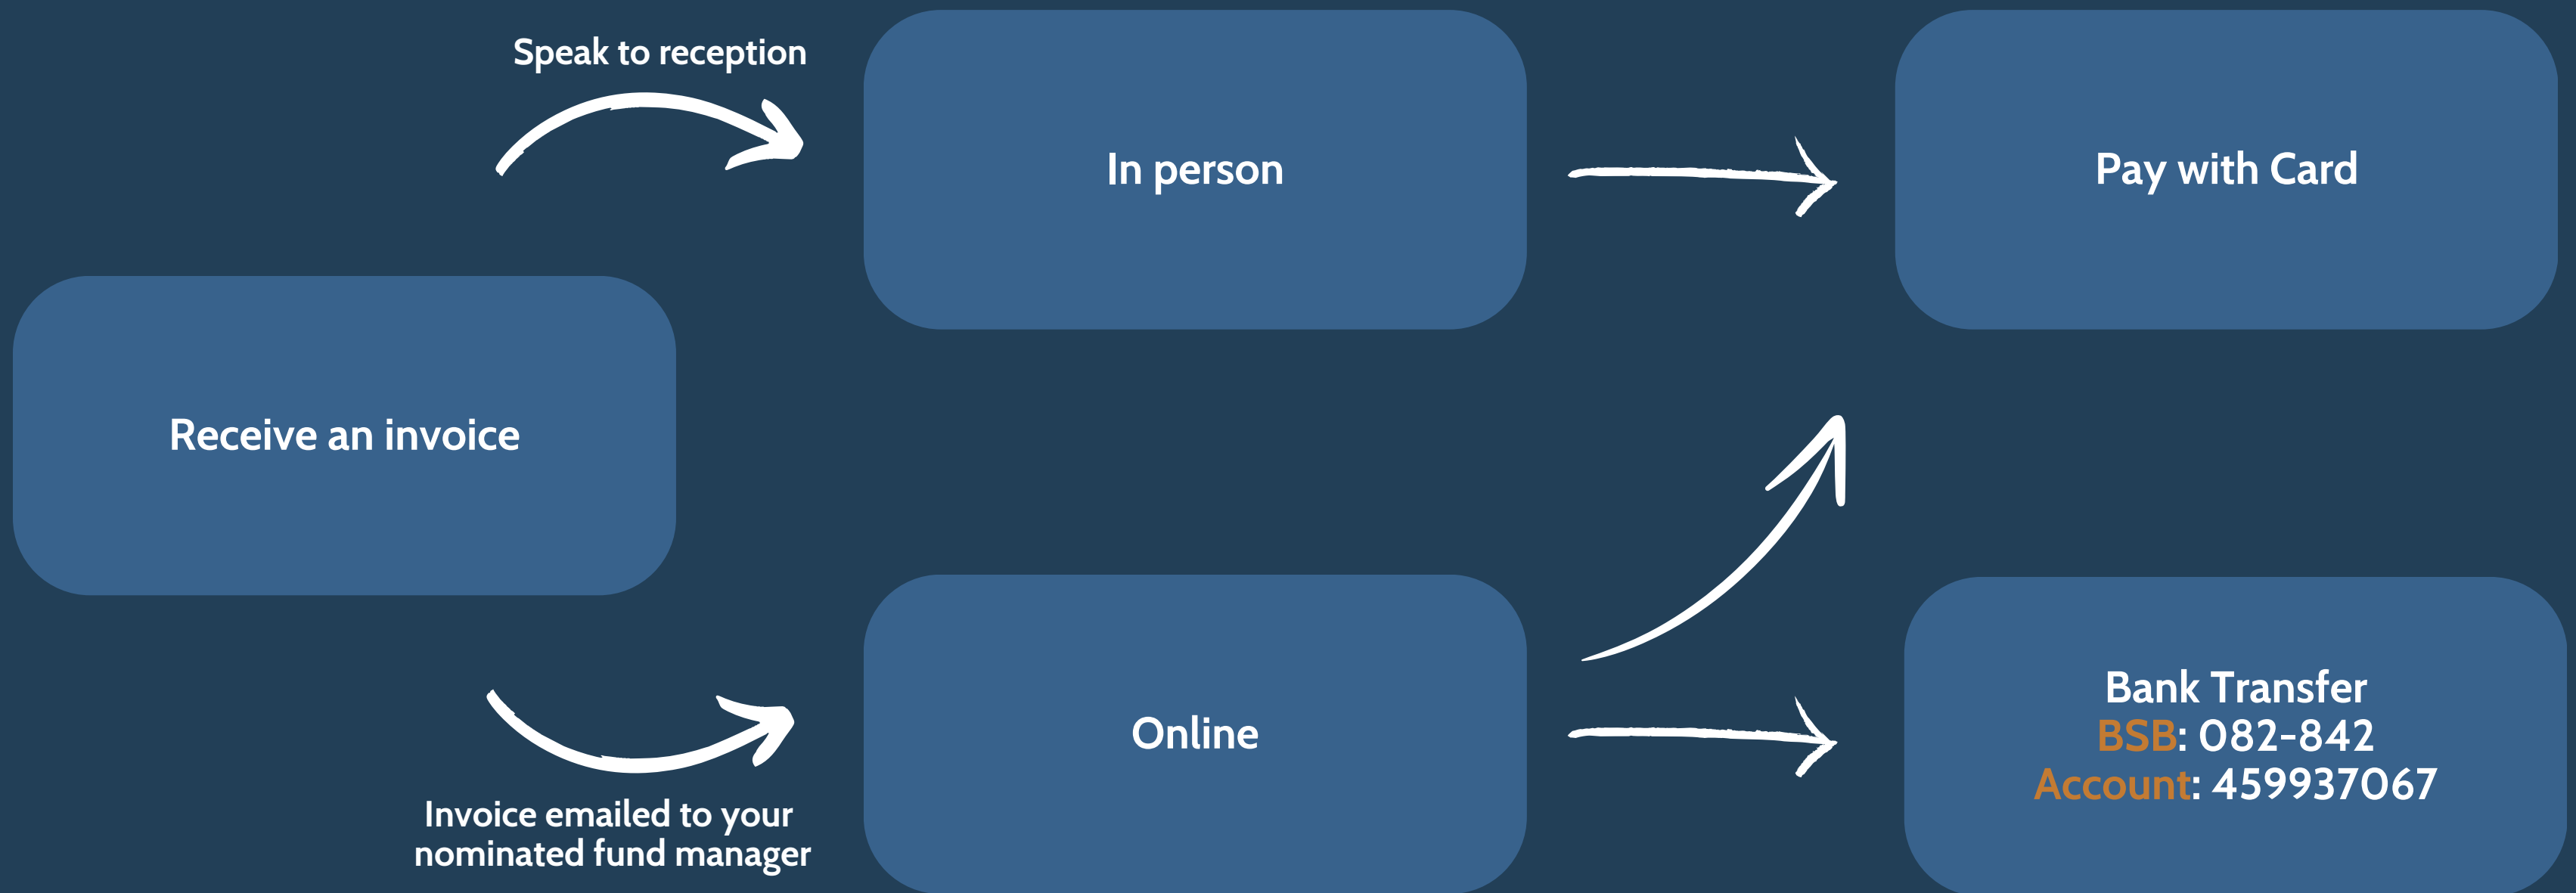 Speak to reception
In person
Pay with Card
Receive an invoice
Online
Invoice emailed to your
nominated fund manager
Bank Transfer
BSB: 082-842
Account: 459937067